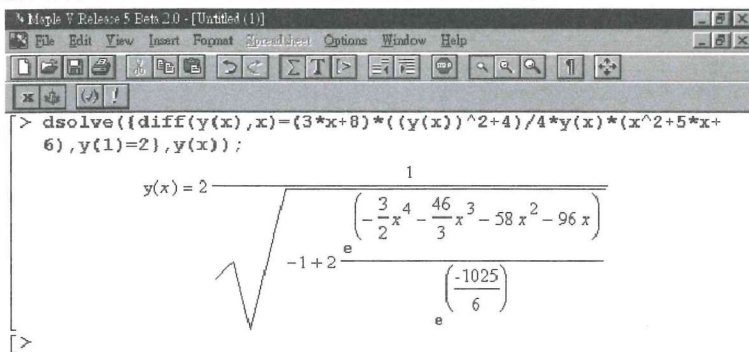 Maple V Release 5 Beta 2.0 - [Untitled (1)]
File Edit View Insert Format Spreadsheet Options Window Help
> dsolve({diff(y(x),x)=(3*x+8)*((y(x))^2+4)/4*y(x)*(x^2+5*x+
6),y(1)=2},y(x));
y(x) = 2 1 / √(-1 + 2 e^(-3/2 x^4 - 46/3 x^3 - 58 x^2 - 96 x) / e^(-1025/6))
>